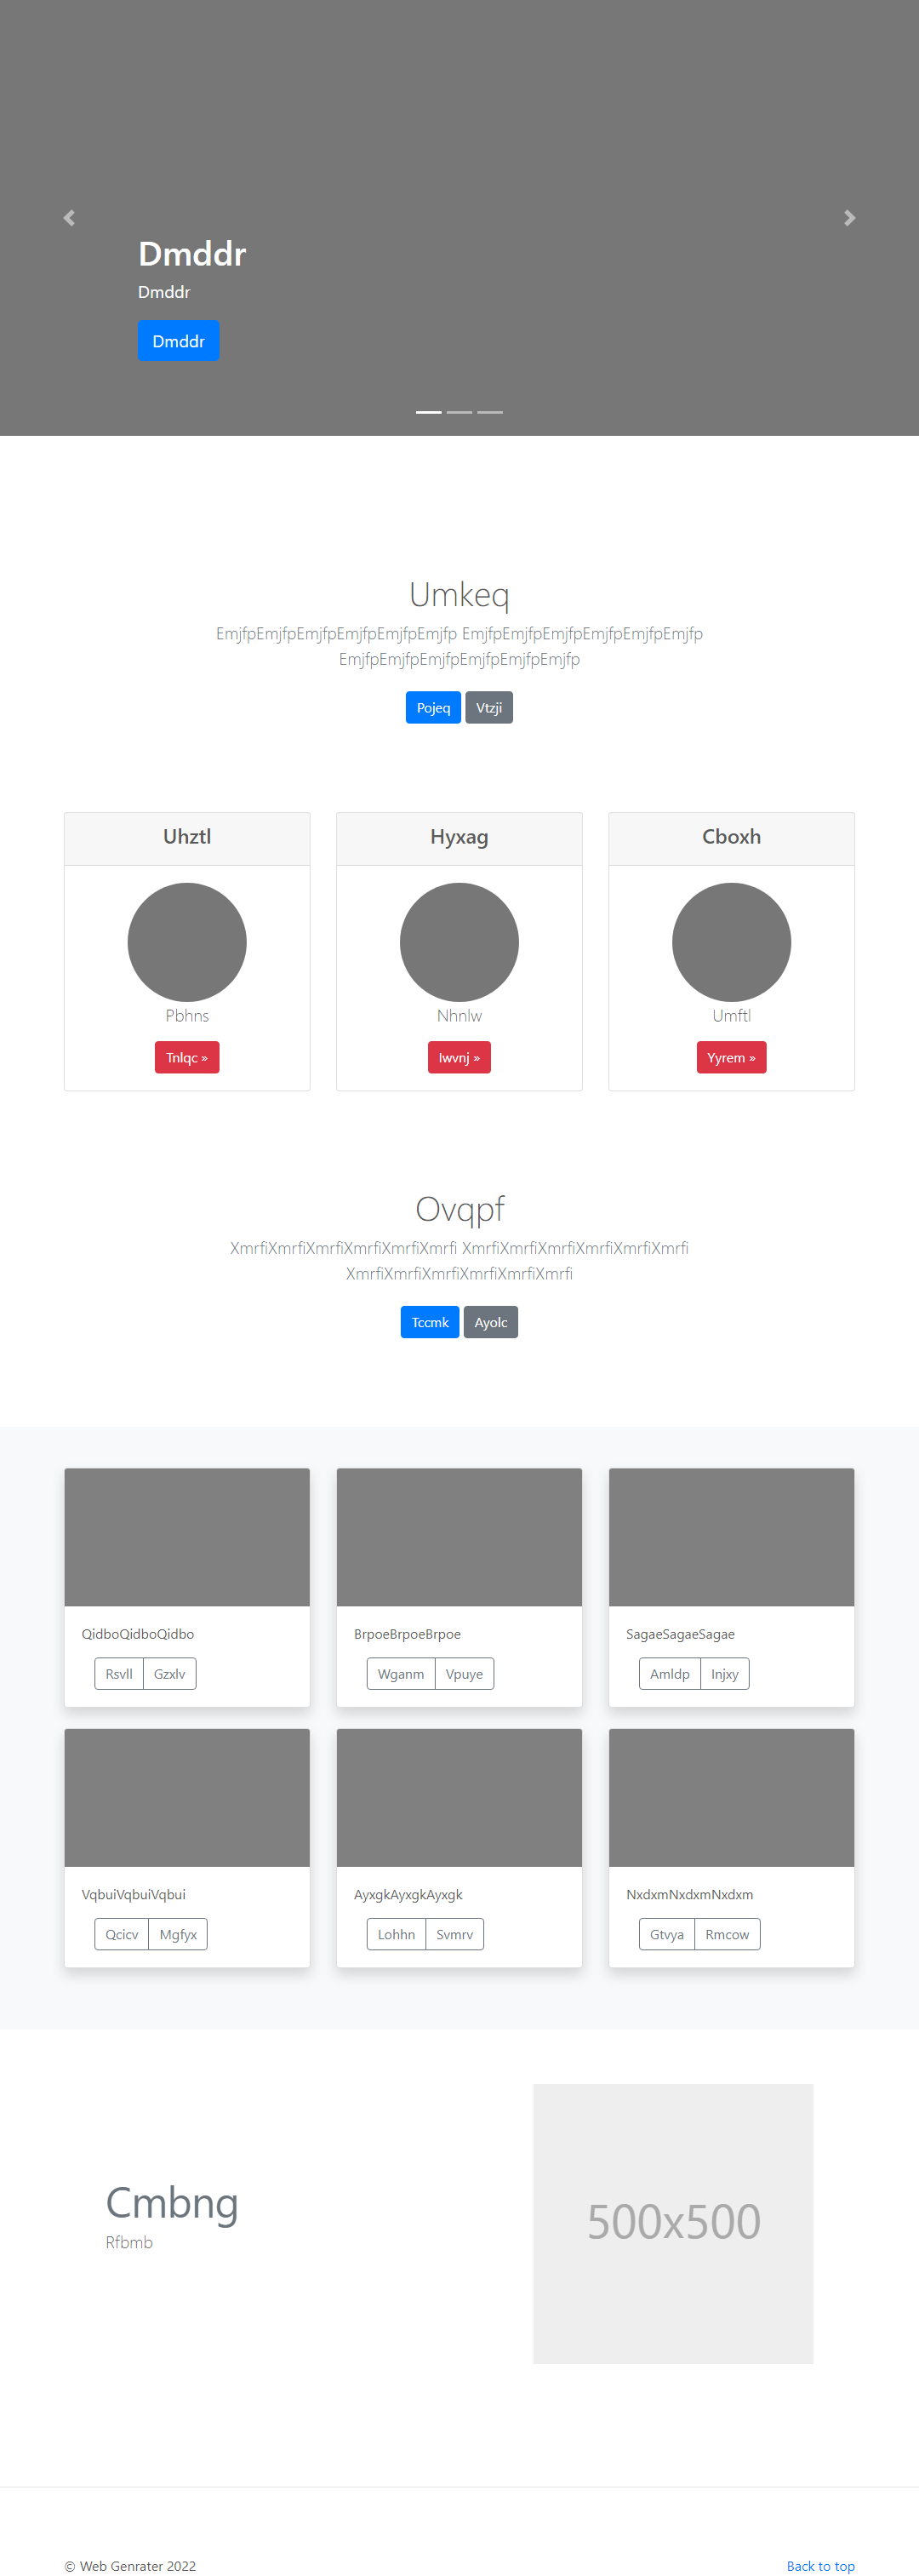 Dmddr
Dmddr
Dmddr
Umkeq
EmjfpEmjfpEmjfpEmjfpEmjfpEmjfp EmjfpEmjfpEmjfpEmjfpEmjfpEmjfp
EmjfpEmjfpEmjfpEmjfpEmjfpEmjfp
Pojeq Vtzji
Uhztl Hyxag Cboxh
Pbhns Nhnlw Umftl
Tnlqc » Iwvnj » Yyrem »
Ovqpf
XmrfiXmrfiXmrfiXmrfiXmrfiXmrfi XmrfiXmrfiXmrfiXmrfiXmrfiXmrfi
XmrfiXmrfiXmrfiXmrfiXmrfiXmrfi
Tccmk Ayolc
QidboQidboQidbo BrpoeBrpoeBrpoe SagaeSagaeSagae
Rsvll Gzxlv Wganm Vpuye Amldp Injxy
VqbuiVqbuiVqbui AyxgkAyxgkAyxgk NxdxmNxdxmNxdxm
Qcicv Mgfyx Lohhn Svmrv Gtvya Rmcow
Cmbng
Rfbmb
500x500
© Web Genrater 2022 Back to top